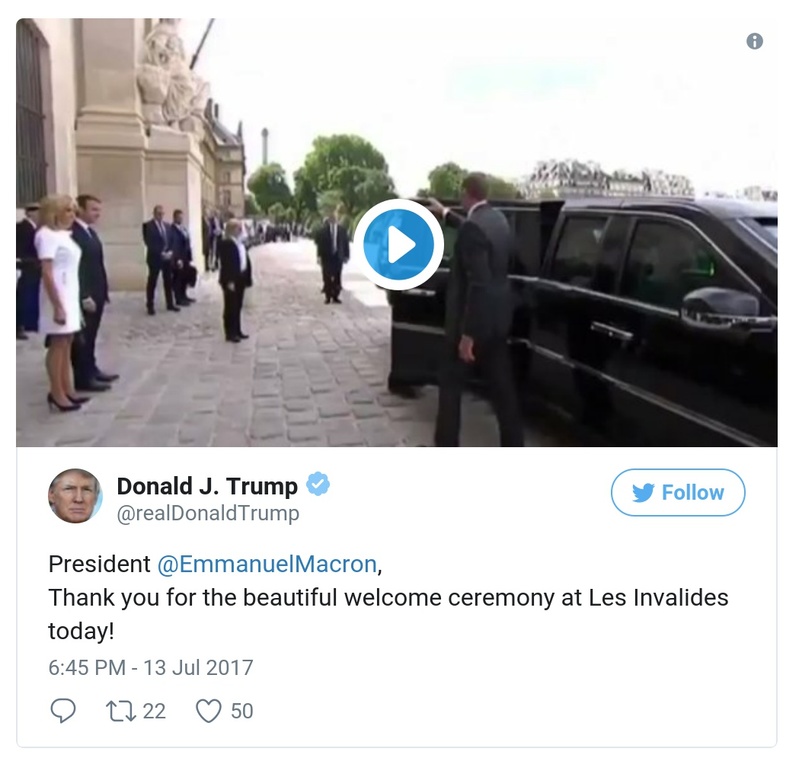 Donald J. Trump
@realDonaldTrump
Follow
President @EmmanuelMacron,
Thank you for the beautiful welcome ceremony at Les Invalides
today!
6:45 PM - 13 Jul 2017
22
50